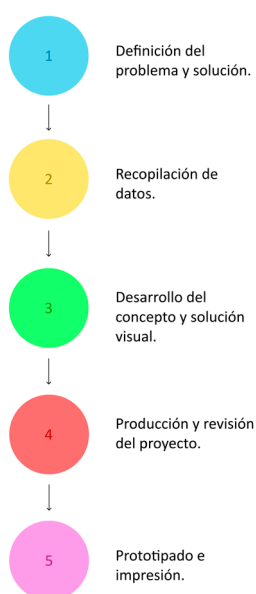 1
Definición del
problema y solución.
2
Recopilación de
datos.
3
Desarrollo del
concepto y solución
visual.
4
Producción y revisión
del proyecto.
5
Prototipado e
impresión.